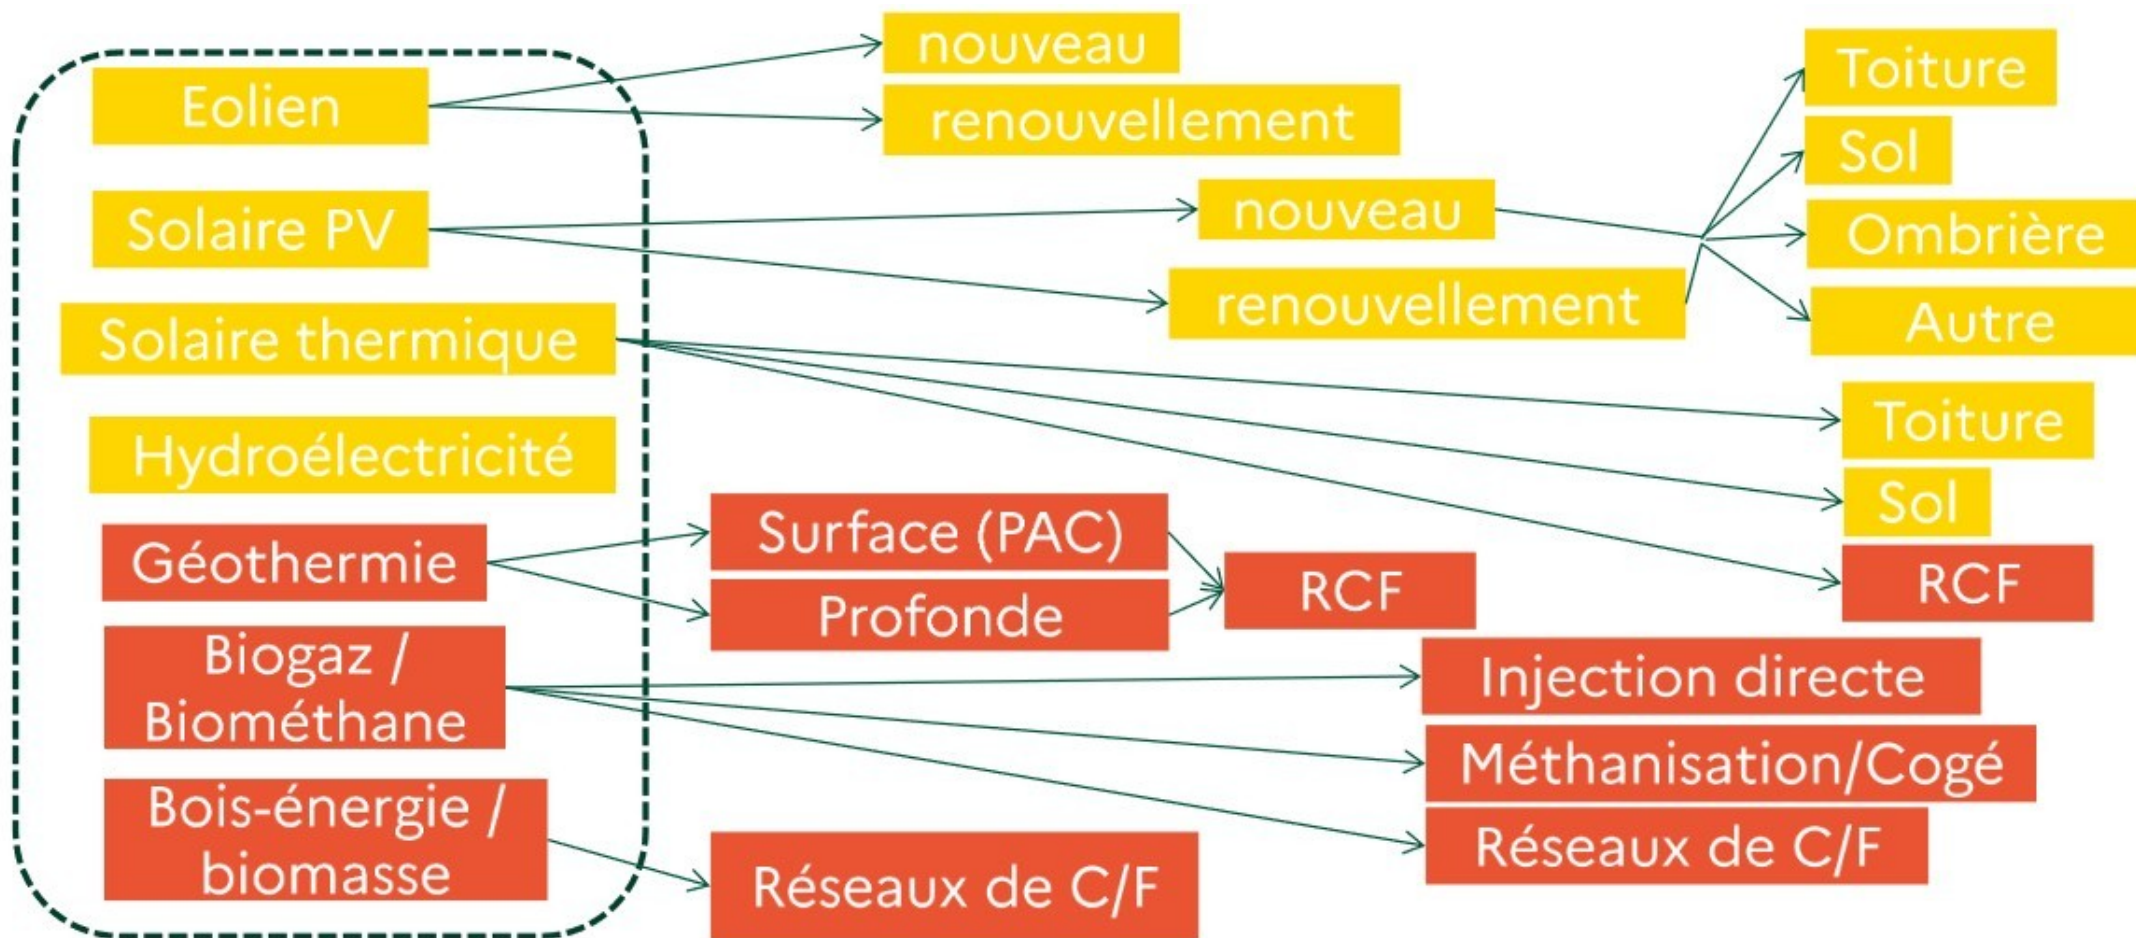 Eolien
nouveau
renouvellement
Solaire PV
nouveau
renouvellement
Toiture
Sol
Ombrière
Autre
Solaire thermique
Toiture
Sol
RCF
Hydroélectricité
Géothermie
Surface (PAC)
Profonde
RCF
Biogaz /
Biométhane
Injection directe
Méthanisation/Cogé
Réseaux de C/F
Bois-énergie /
biomasse
Réseaux de C/F